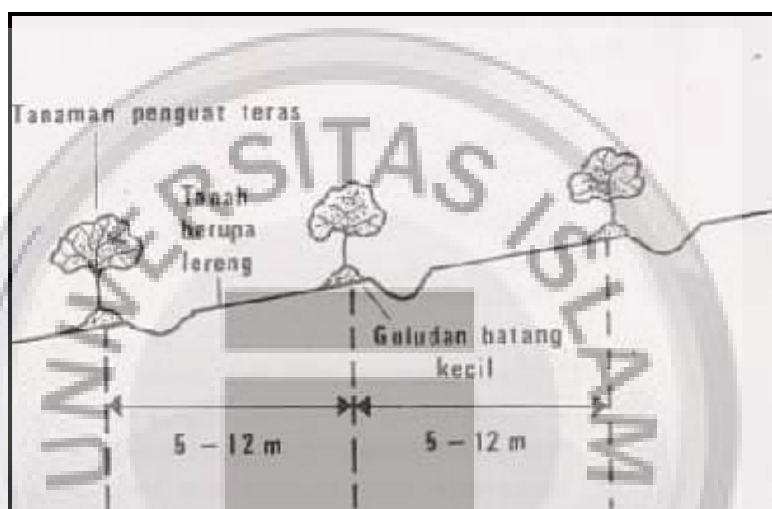 Tanaman penguat teras
Tanah
berupa
lereng
Guludan batang
kecil
5 – 12 m
5 – 12 m
UNIVERSITAS ISLAM